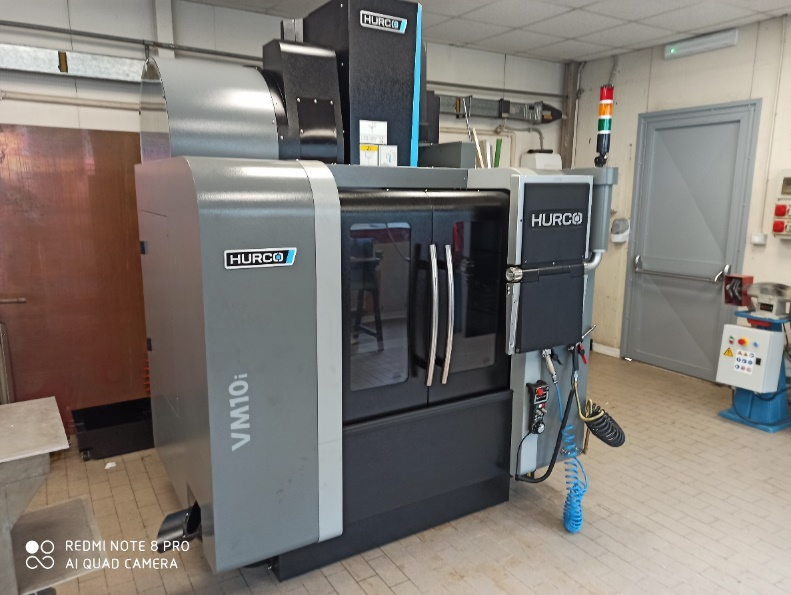 HURCO
HURCO
HURCO
VM10i
REDMI NOTE 8 PRO
AI QUAD CAMERA